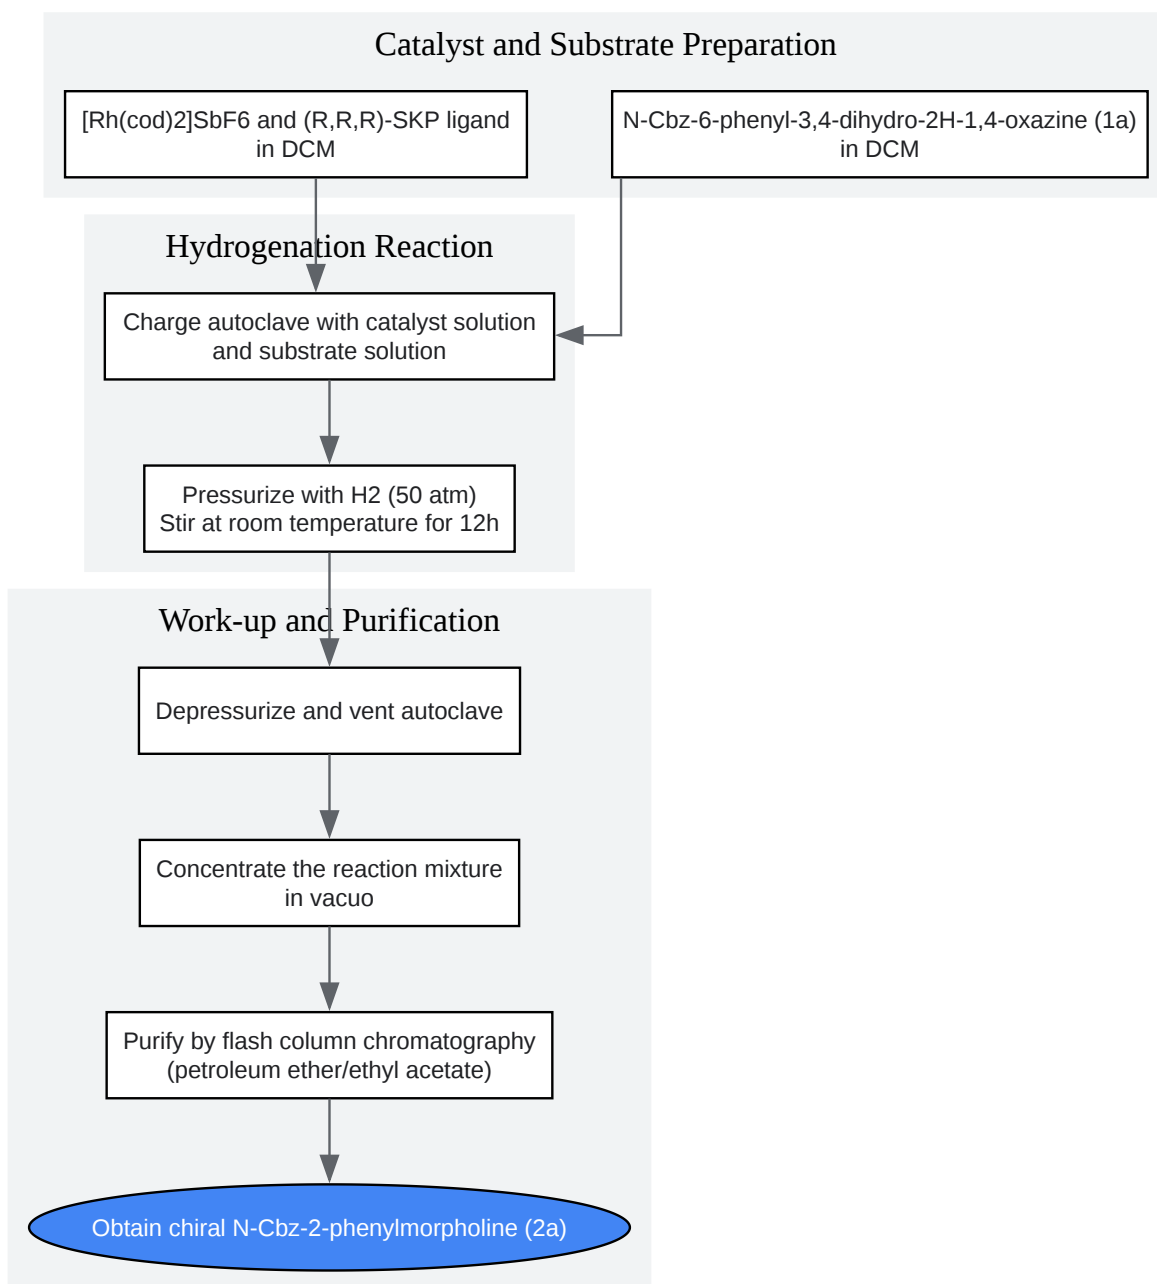 Catalyst and Substrate Preparation
[Rh(cod)2]SbF6 and (R,R,R)-SKP ligand
in DCM
N-Cbz-6-phenyl-3,4-dihydro-2H-1,4-oxazine (1a)
in DCM
Hydrogenation Reaction
Charge autoclave with catalyst solution
and substrate solution
Pressurize with H2 (50 atm)
Stir at room temperature for 12h
Work-up and Purification
Depressurize and vent autoclave
Concentrate the reaction mixture
in vacuo
Purify by flash column chromatography
(petroleum ether/ethyl acetate)
Obtain chiral N-Cbz-2-phenylmorpholine (2a)